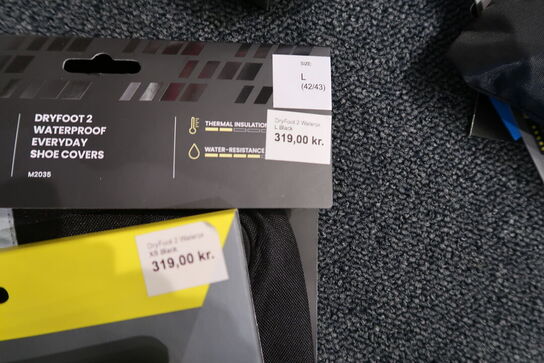 SIZE:
L
(42/43)
DRYFOOT 2
WATERPROOF
EVERYDAY
SHOE COVERS
M2035
THERMAL INSULATION
WATER-RESISTANCE
DryFoot 2 Waterpr
L Black
319,00 kr.
DryFoot 2 Waterpr
XS Black
319,00 kr.